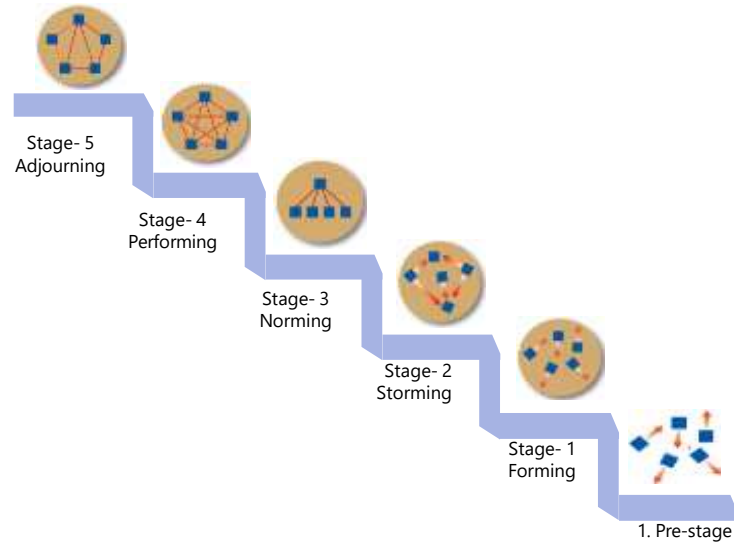 Stage- 5
Adjourning
Stage- 4
Performing
Stage- 3
Norming
Stage- 2
Storming
Stage- 1
Forming
1. Pre-stage